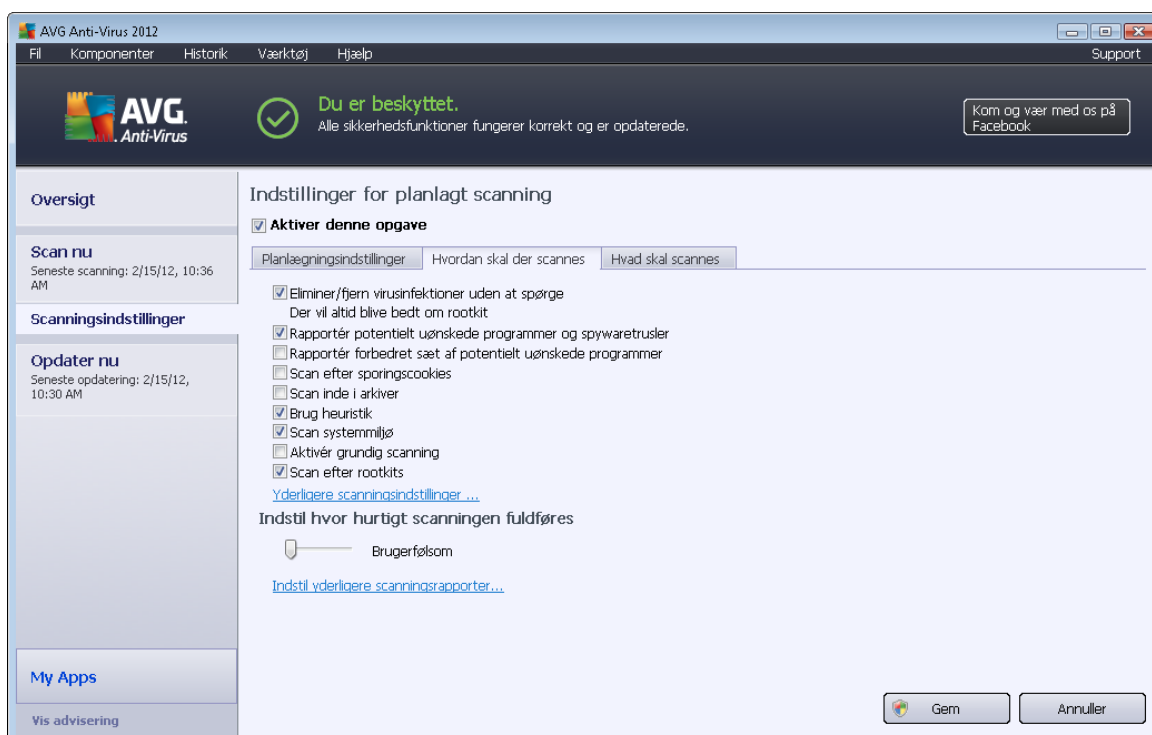 AVG Anti-Virus 2012
Fil Komponenter Historik Værktøj Hjælp Support
AVG.
Anti-Virus
Du er beskyttet.
Alle sikkerhedsfunktioner fungerer korrekt og er opdaterede.
Kom og vær med os på
Facebook
Oversigt
Scan nu
Seneste scanning: 2/15/12, 10:36
AM
Scanningsindstillinger
Opdater nu
Seneste opdatering: 2/15/12,
10:30 AM
My Apps
Vis advisering
Indstillinger for planlagt scanning
Aktiver denne opgave
Planlægningsindstillinger Hvordan skal der scannes Hvad skal scannes
Eliminer/fjern virusinfektioner uden at spørge
Der vil altid blive bedt om rootkit
Rapportér potentielt uønskede programmer og spywaretrusler
Rapportér forbedret sæt af potentielt uønskede programmer
Scan efter sporingscookies
Scan inde i arkiver
Brug heuristik
Scan systemmiljø
Aktivér grundig scanning
Scan efter rootkits
Yderligere scanningsindstillinger ...
Indstil hvor hurtigt scanningen fuldføres
Brugerfølsom
Indstil yderligere scanningsrapporter...
Gem Annuller